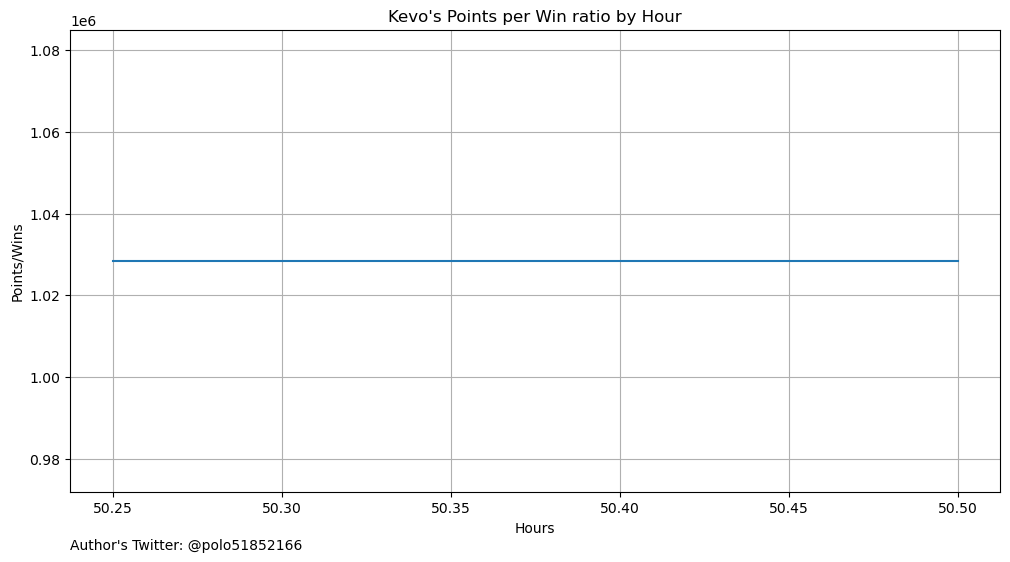 Kevo's Points per Win ratio by Hour
1e6
1.08
1.06
1.04
1.02
1.00
0.98
Points/Wins
50.25 50.30 50.35 50.40 50.45 50.50
Hours
Author's Twitter: @polo51852166